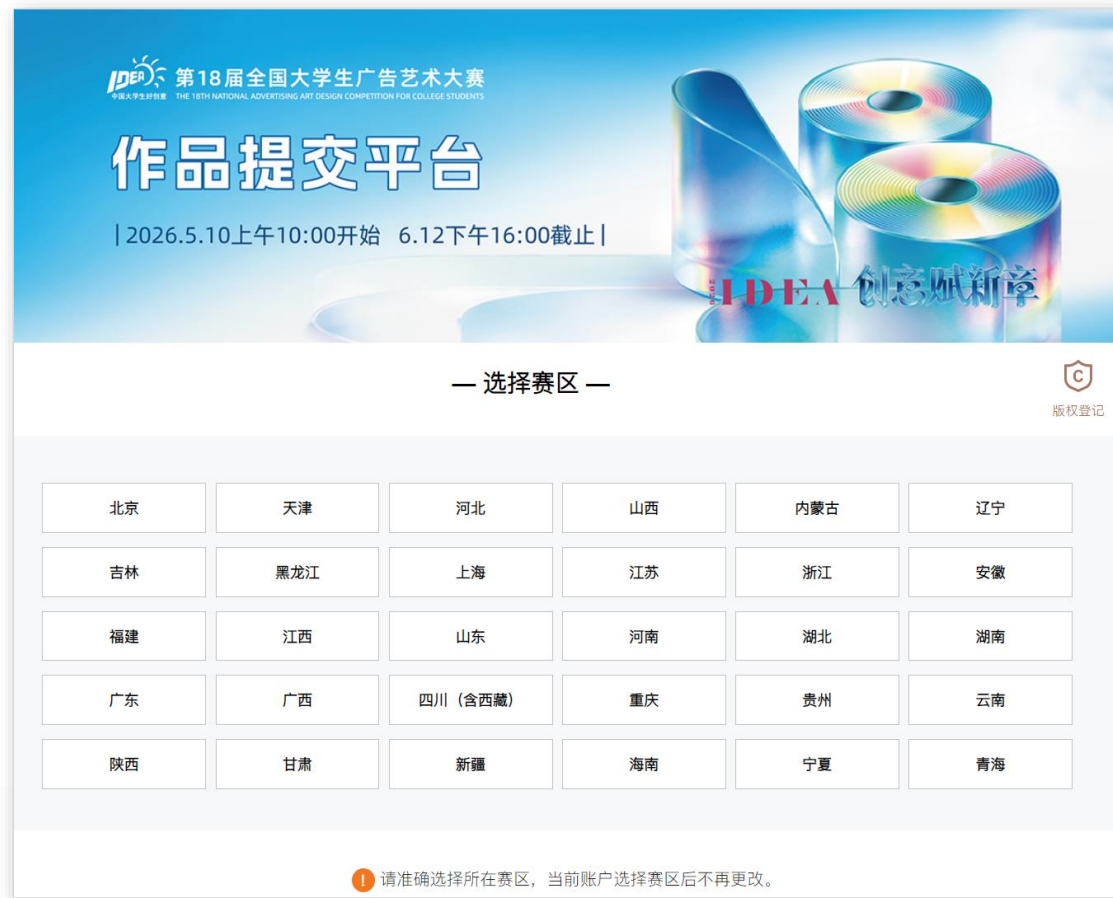 IDEA
中国大学生好创意
第18届全国大学生广告艺术大赛
THE 18TH NATIONAL ADVERTISING ART DESIGN COMPETITION FOR COLLEGE STUDENTS
作品提交平台
|2026.5.10上午10:00开始 6.12下午16:00截止|
2026 IDEA 创意赋新章
— 选择赛区 —
版权登记
北京 天津 河北 山西 内蒙古 辽宁
吉林 黑龙江 上海 江苏 浙江 安徽
福建 江西 山东 河南 湖北 湖南
广东 广西 四川（含西藏） 重庆 贵州 云南
陕西 甘肃 新疆 海南 宁夏 青海
请准确选择所在赛区，当前账户选择赛区后不再更改。